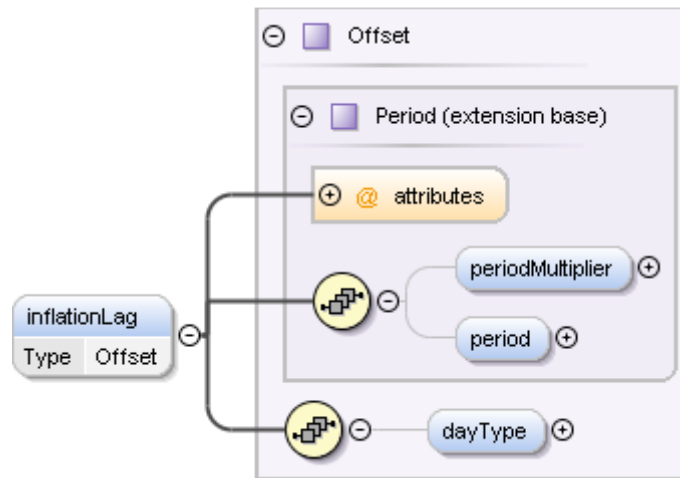 Offset
Period (extension base)
@ attributes
periodMultiplier
inflationLag
period
Type Offset
dayType